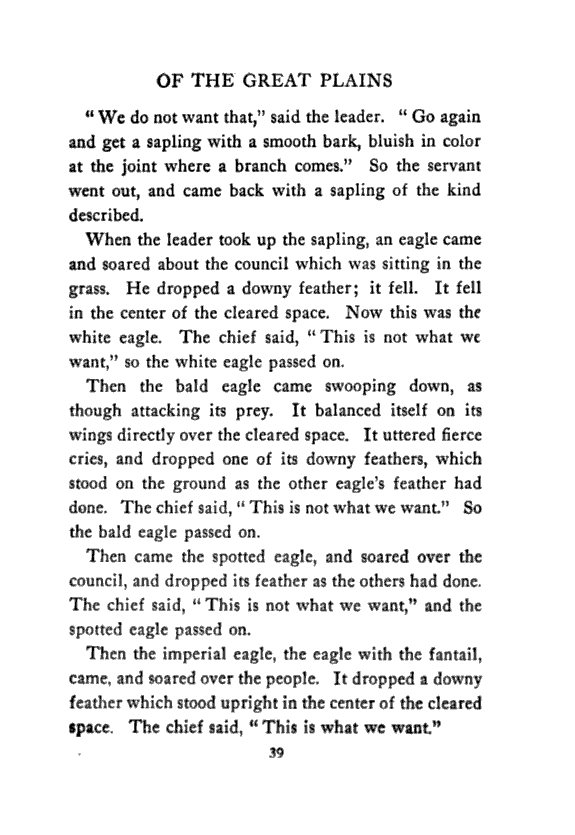 OF THE GREAT PLAINS
“ We do not want that,” said the leader. “ Go again
and get a sapling with a smooth bark, bluish in color
at the joint where a branch comes.” So the servant
went out, and came back with a sapling of the kind
described.
When the leader took up the sapling, an eagle came
and soared about the council which was sitting in the
grass. He dropped a downy feather; it fell. It fell
in the center of the cleared space. Now this was the
white eagle. The chief said, “ This is not what we
want,” so the white eagle passed on.
Then the bald eagle came swooping down, as
though attacking its prey. It balanced itself on its
wings directly over the cleared space. It uttered fierce
cries, and dropped one of its downy feathers, which
stood on the ground as the other eagle’s feather had
done. The chief said, “ This is not what we want.” So
the bald eagle passed on.
Then came the spotted eagle, and soared over the
council, and dropped its feather as the others had done.
The chief said, “ This is not what we want,” and the
spotted eagle passed on.
Then the imperial eagle, the eagle with the fantail,
came, and soared over the people. It dropped a downy
feather which stood upright in the center of the cleared
space. The chief said, “ This is what we want.”
39